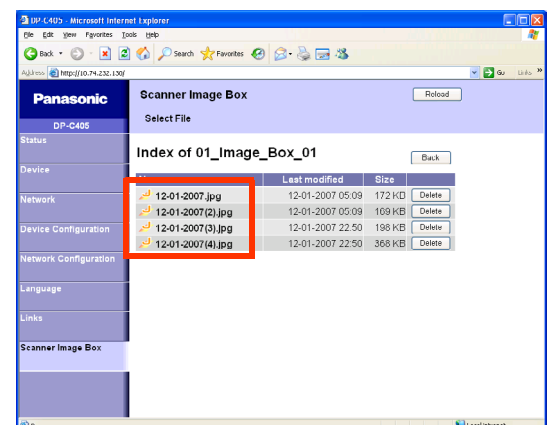 DP-C405 - Microsoft Internet Explorer
File Edit View Favorites Tools Help
Back Search Favorites
Address http://10.74.232.130/ Go Links »
Panasonic
DP-C405
Status
Device
Network
Device Configuration
Network Configuration
Language
Links
Scanner Image Box
Scanner Image Box Reload
Select File
Index of 01_Image_Box_01 Back
Last modified Size
12-01-2007.jpg 12-01-2007 05:09 172 KB Delete
12-01-2007(2).jpg 12-01-2007 05:09 169 KB Delete
12-01-2007(3).jpg 12-01-2007 22:50 198 KB Delete
12-01-2007(4).jpg 12-01-2007 22:50 368 KB Delete